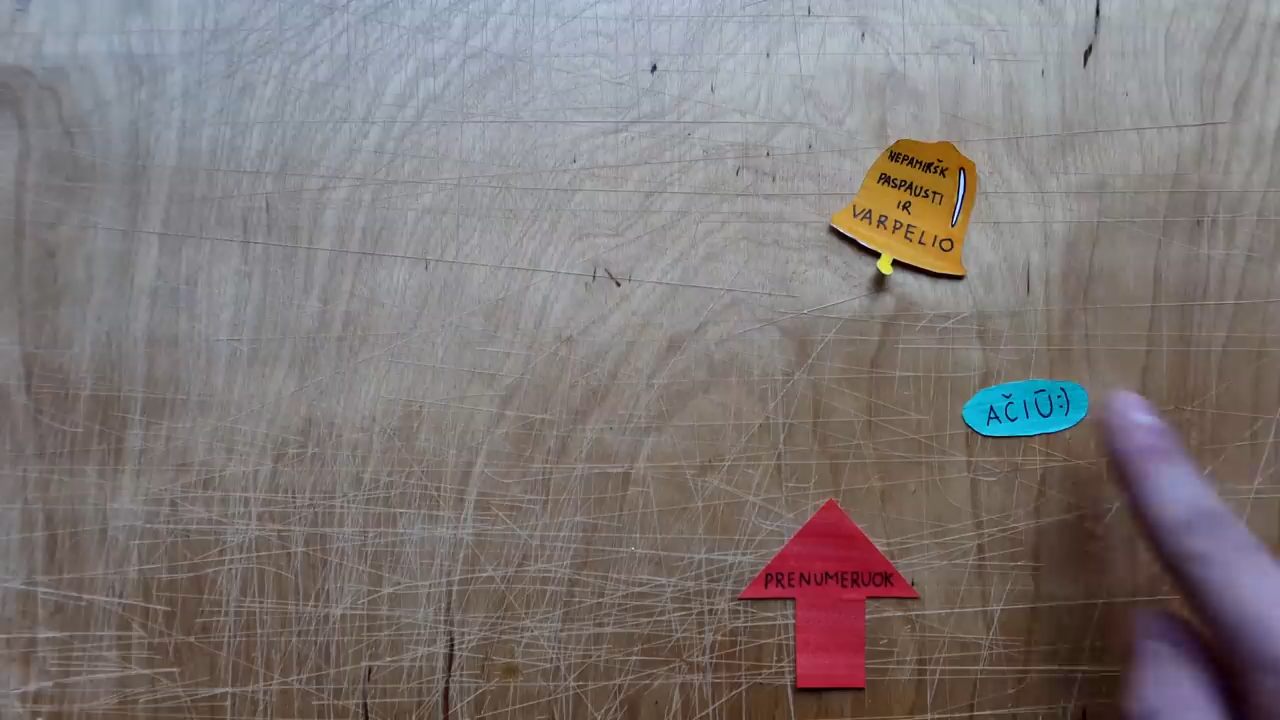 NEPAMIRŠK
PASPAUSTI
IR
VARPELIO
AČIŪ:)
PRENUMERUOK